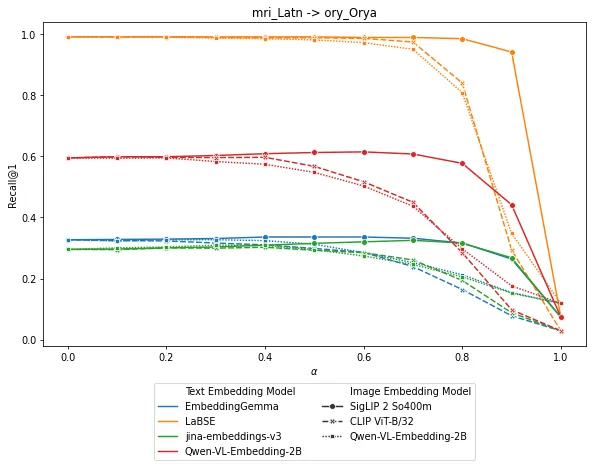 mri_Latn -> ory_Orya
Recall@1
1.0
0.8
0.6
0.4
0.2
0.0
0.0 0.2 0.4 0.6 0.8 1.0
α
Text Embedding Model
EmbeddingGemma
LaBSE
jina-embeddings-v3
Qwen-VL-Embedding-2B
Image Embedding Model
SigLIP 2 So400m
CLIP ViT-B/32
Qwen-VL-Embedding-2B